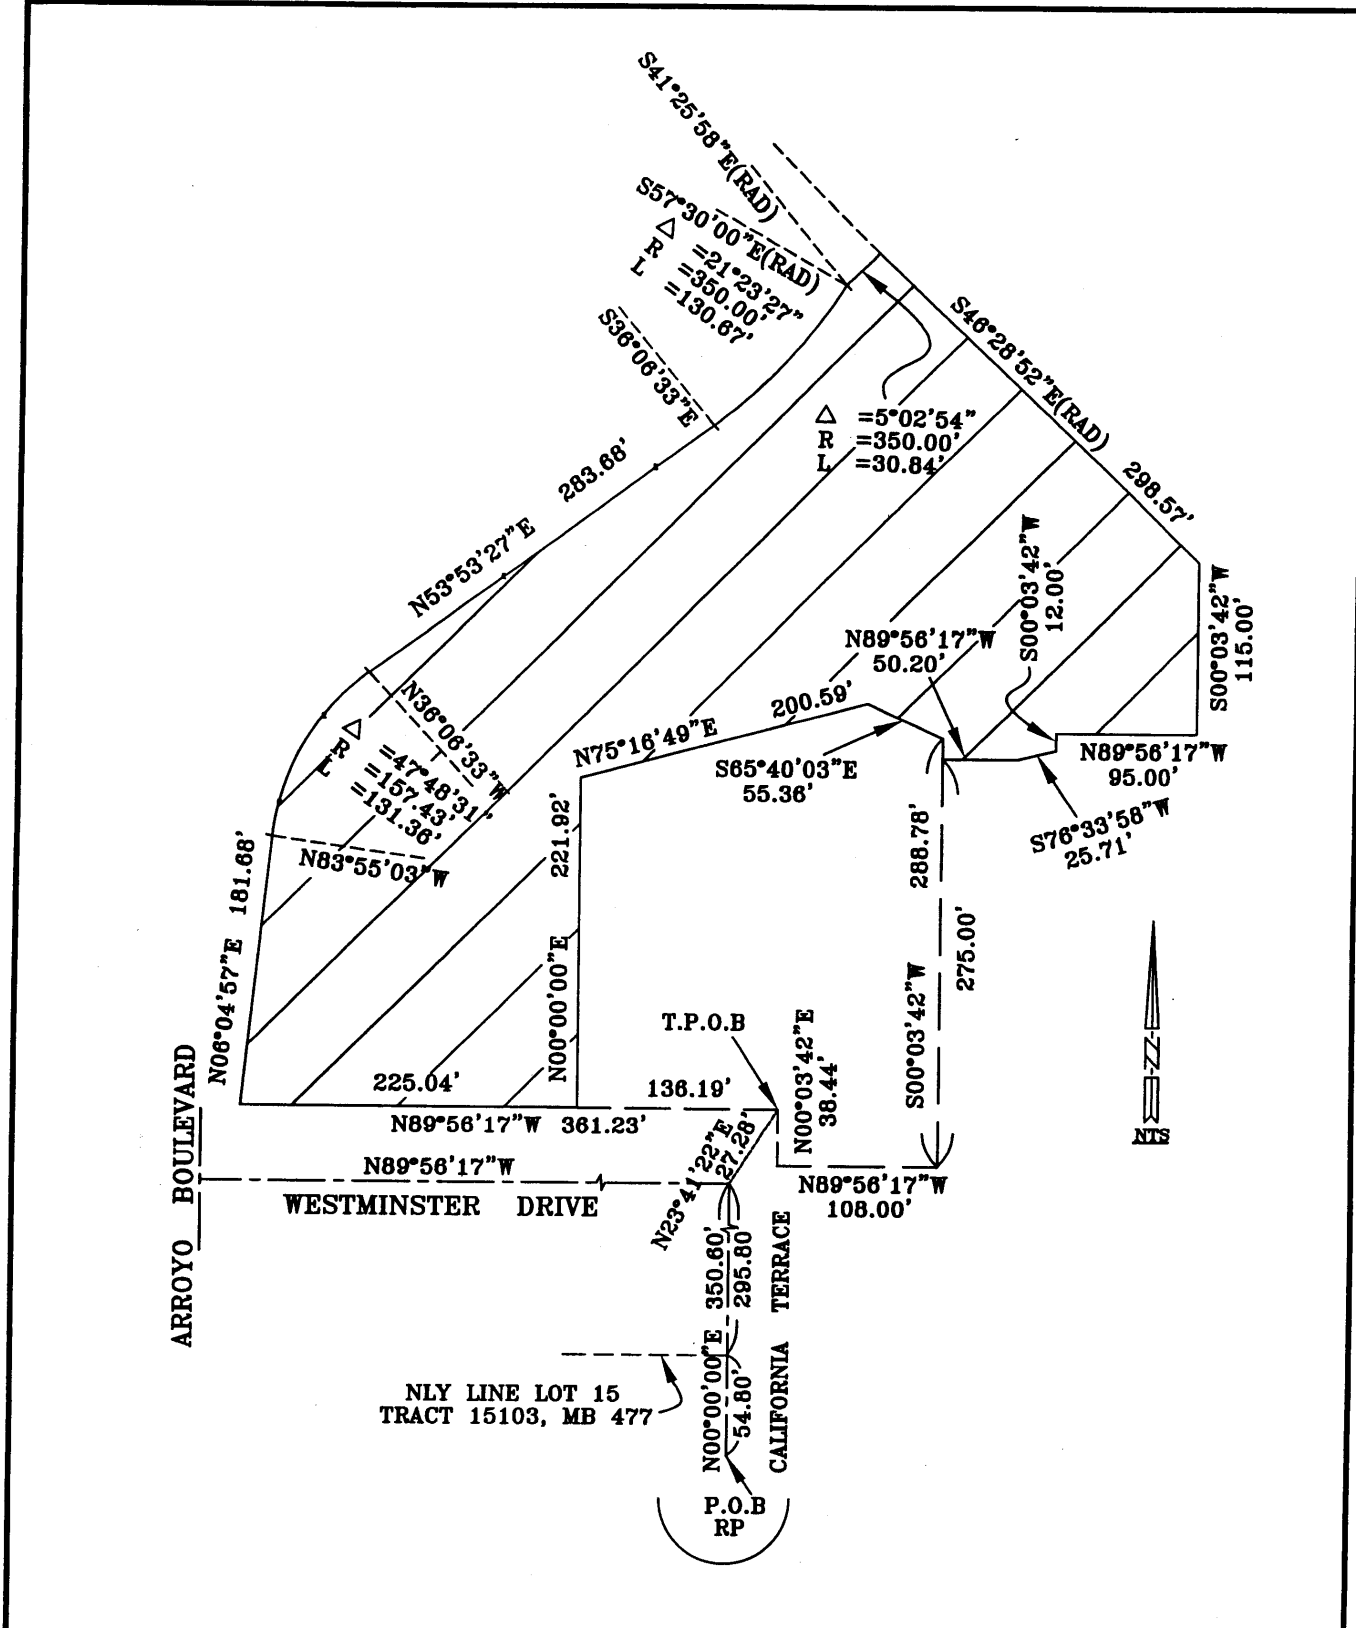 S41°25'58"E(RAD)
S57°30'00"E(RAD)
△ =21°23'27"
R =350.00'
L =130.67'
S36°06'33"E
S46°28'52"E(RAD) 298.57'
△ =5°02'54"
R =350.00'
L =30.84'
N53°53'27"E 283.68'
S00°03'42"W
12.00'
S00°03'42"W
115.00'
N89°56'17"W
50.20'
N36°06'33"W
△ =47°48'31"
R =157.43'
L =131.36'
N83°55'03"W
N75°16'49"E 200.59'
S65°40'03"E
55.36'
N89°56'17"W
95.00'
S76°33'58"W
25.71'
N06°04'57"E 181.68'
N00°00'00"E 221.92'
S00°03'42"W 288.78'
275.00'
T.P.O.B
N00°03'42"E
38.44'
225.04'
136.19'
N89°56'17"W 361.23'
N23°41'22"E
27.28'
N89°56'17"W
108.00'
N89°56'17"W
WESTMINSTER DRIVE
ARROYO BOULEVARD
N
NTS
N00°00'00"E 350.60'
295.80
54.80'
CALIFORNIA TERRACE
NLY LINE LOT 15
TRACT 15103, MB 477
P.O.B
RP